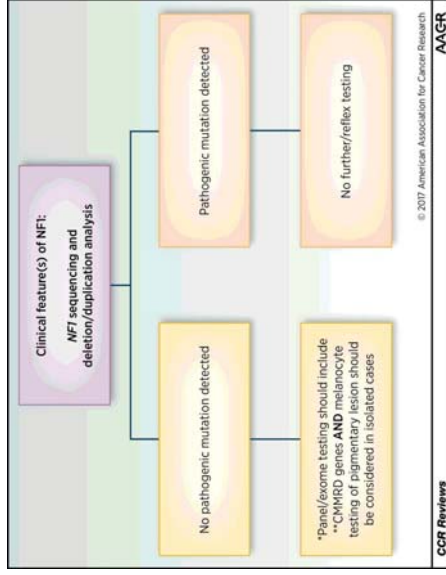 Clinical feature(s) of NF1:
NF1 sequencing and
deletion/duplication analysis
No pathogenic mutation detected
Pathogenic mutation detected
*Panel/exome testing should include
**CMMRD genes AND melanocyte
testing of pigmentary lesion should
be considered in isolated cases
No further/reflex testing
© 2017 American Association for Cancer Research
CCR Reviews
AACR